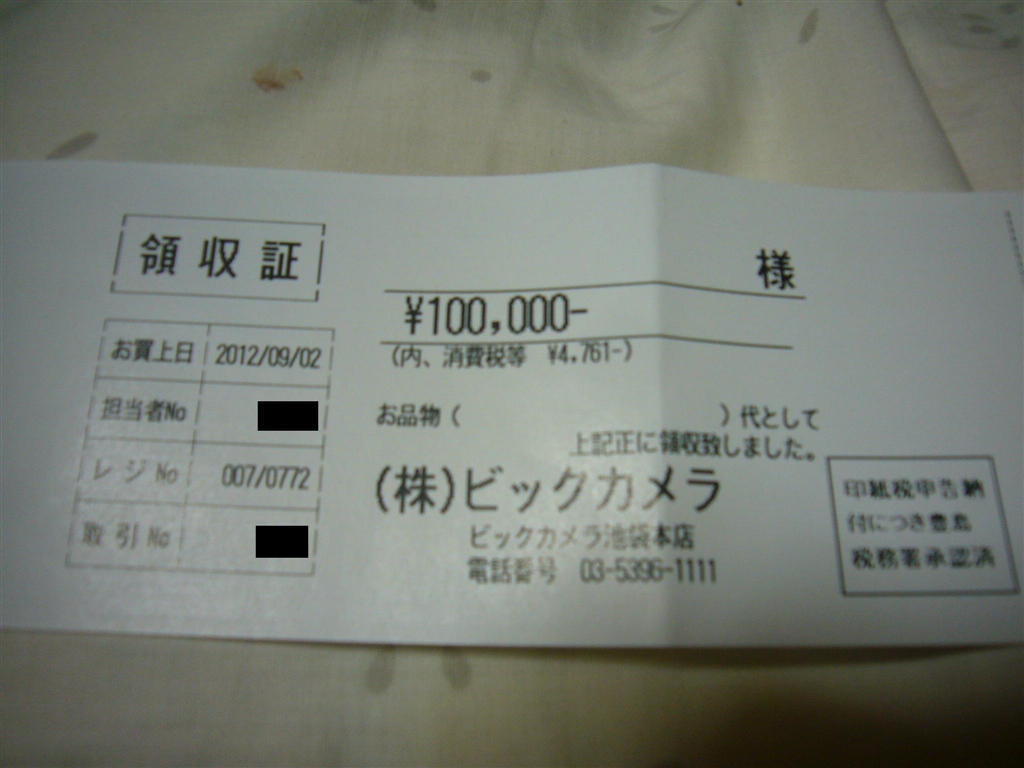 領収証
様
¥100,000-
(内、消費税等 ¥4,761-)
お買上日 2012/09/02
担当者No
レジNo 007/0772
取引No
お品物( )代として
上記正に領収致しました。
(株)ビックカメラ
ビックカメラ池袋本店
電話番号 03-5396-1111
印紙税申告納
付につき豊島
税務署承認済